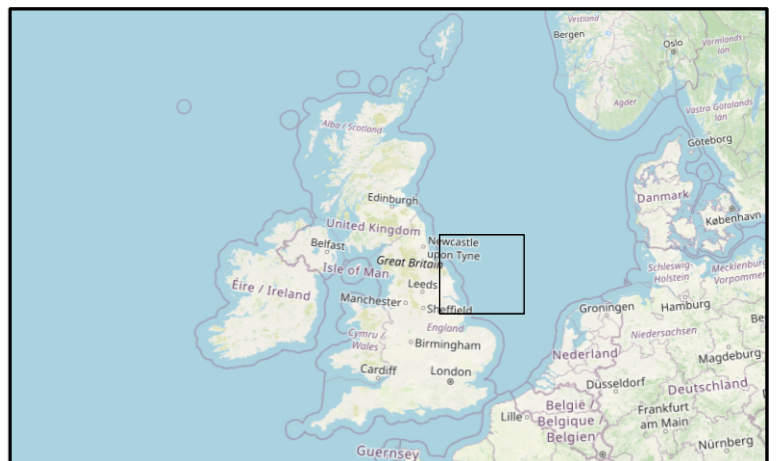 Vestland
Bergen
Oslo
Värmlands
län
Agder
Västra Götalands
län
Göteborg
Alba / Scotland
Edinburgh
Danmark
København
United Kingdom
Belfast
Newcastle
upon Tyne
Great Britain
Isle of Man
Leeds
Éire / Ireland
Manchester
Sheffield
Schleswig-
Holstein
Mecklenburg-
Vorpommern
Groningen
Hamburg
Be
England
Niedersachsen
Cymru /
Wales
Birmingham
Nederland
Magdeburg
Cardiff
London
Düsseldorf
Deutschland
België /
Belgique /
Belgien
Lille
Frankfurt
am Main
Nürnberg
Guernsey